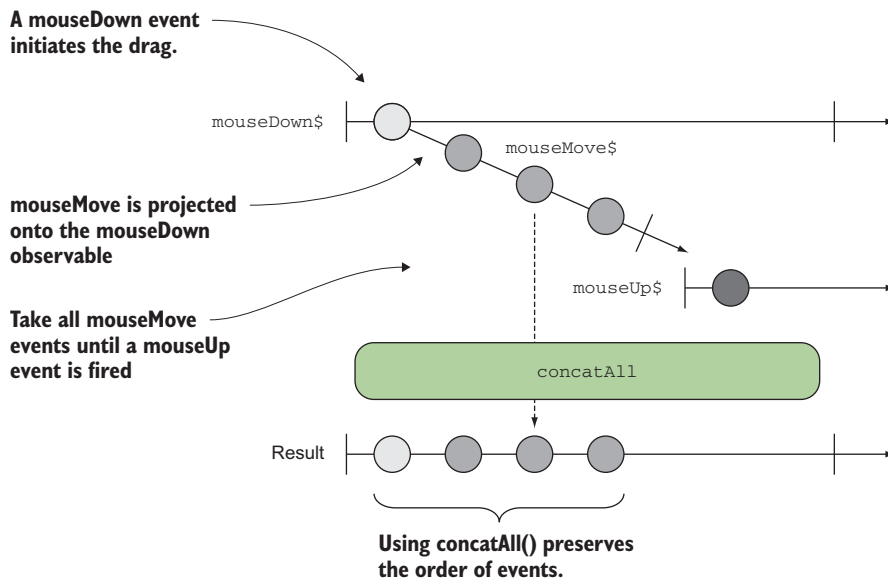 A mouseDown event
initiates the drag.
mouseDown$
mouseMove$
mouseMove is projected
onto the mouseDown
observable
mouseUp$
Take all mouseMove
events until a mouseUp
event is fired
concatAll
Result
Using concatAll() preserves
the order of events.